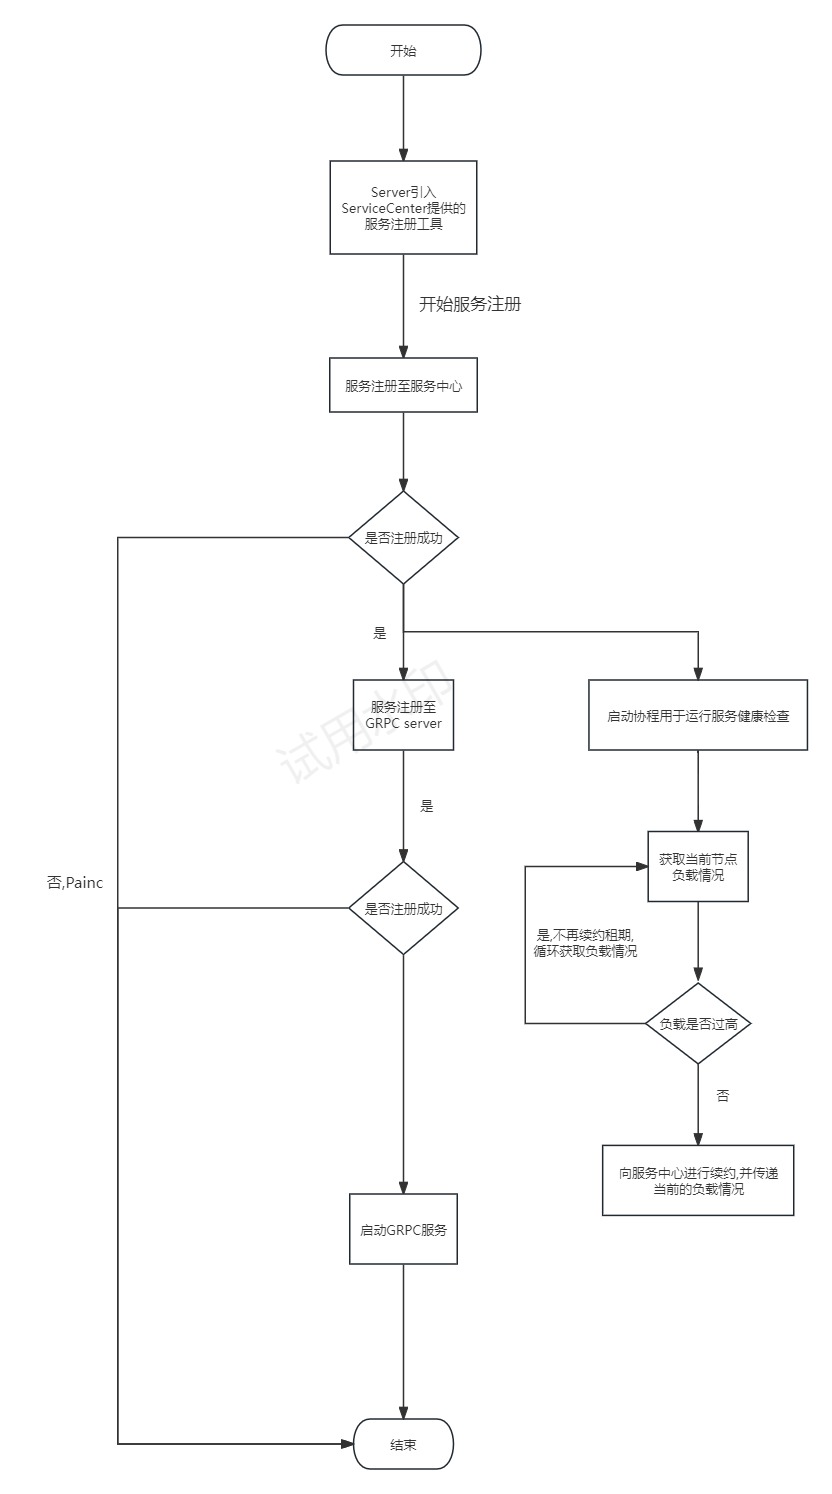 开始
Server引入
ServiceCenter提供的
服务注册工具
开始服务注册
服务注册至服务中心
是否注册成功
是
服务注册至
GRPC server
启动协程用于运行服务健康检查
试用水印
是
获取当前节点
负载情况
否,Painc
是否注册成功
是,不再续约租期,
循环获取负载情况
负载是否过高
否
向服务中心进行续约,并传递
当前的负载情况
启动GRPC服务
结束